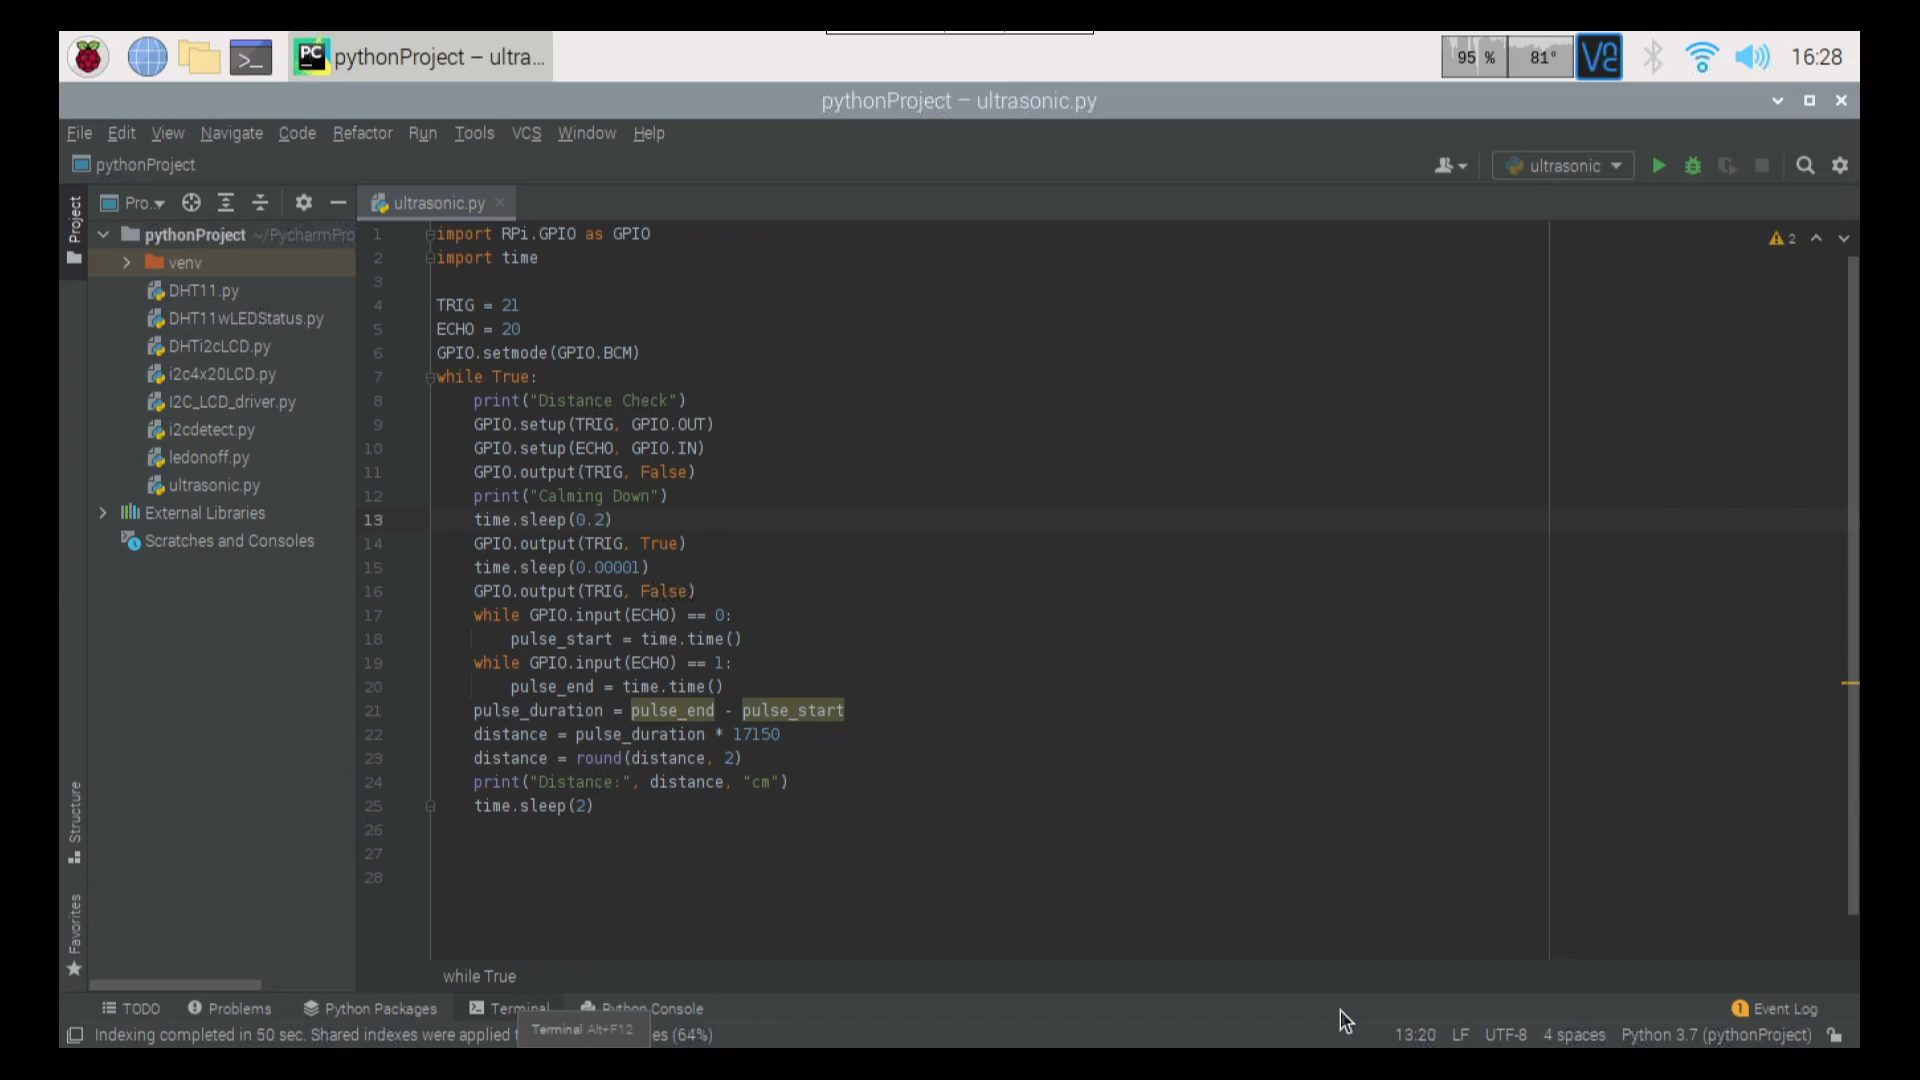 pythonProject – ultra...
95 %
81°
16:28
pythonProject – ultrasonic.py
File Edit View Navigate Code Refactor Run Tools VCS Window Help
pythonProject
ultrasonic
Pro..
ultrasonic.py
Project
pythonProject ~/PycharmPro
venv
DHT11.py
DHT11wLEDStatus.py
DHTi2cLCD.py
i2c4x20LCD.py
I2C_LCD_driver.py
i2cdetect.py
ledonoff.py
ultrasonic.py
External Libraries
Scratches and Consoles
Structure
Favorites
1 import RPi.GPIO as GPIO
2 import time
3
4 TRIG = 21
5 ECHO = 20
6 GPIO.setmode(GPIO.BCM)
7 while True:
8 print("Distance Check")
9 GPIO.setup(TRIG, GPIO.OUT)
10 GPIO.setup(ECHO, GPIO.IN)
11 GPIO.output(TRIG, False)
12 print("Calming Down")
13 time.sleep(0.2)
14 GPIO.output(TRIG, True)
15 time.sleep(0.00001)
16 GPIO.output(TRIG, False)
17 while GPIO.input(ECHO) == 0:
18 pulse_start = time.time()
19 while GPIO.input(ECHO) == 1:
20 pulse_end = time.time()
21 pulse_duration = pulse_end - pulse_start
22 distance = pulse_duration * 17150
23 distance = round(distance, 2)
24 print("Distance:", distance, "cm")
25 time.sleep(2)
26
27
28
2
while True
TODO Problems Python Packages Terminal Python Console
1 Event Log
Indexing completed in 50 sec. Shared indexes were applied
Terminal Alt+F12
es (64%)
13:20 LF UTF-8 4 spaces Python 3.7 (pythonProject)